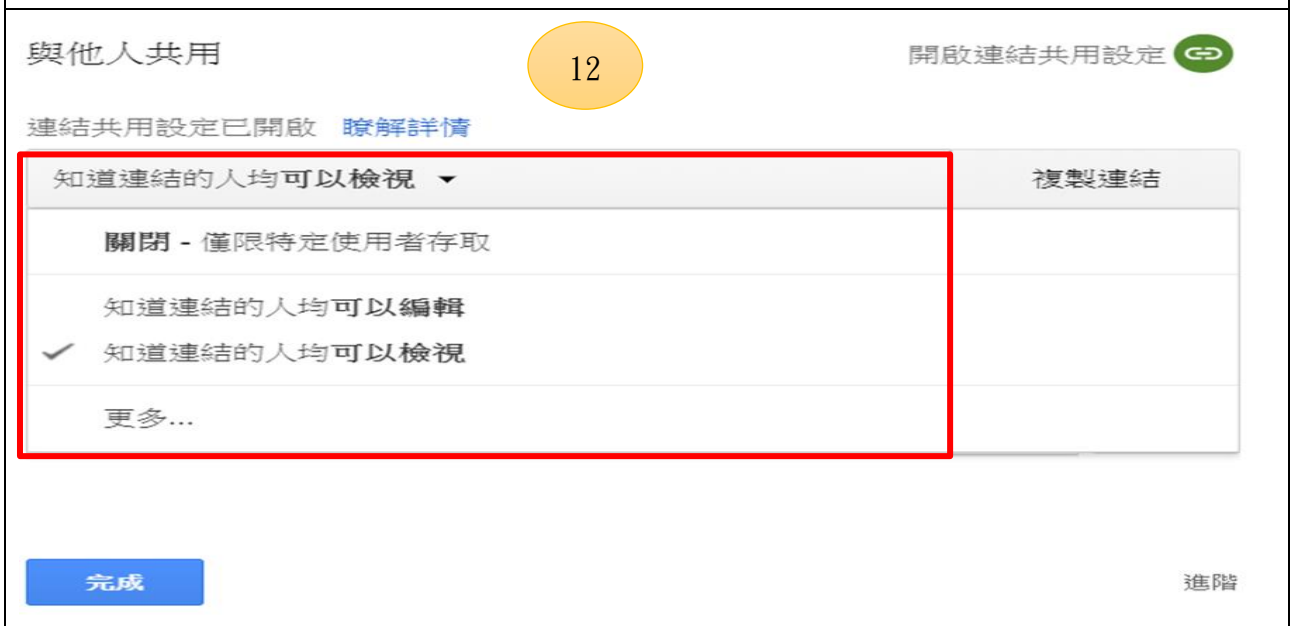 與他人共用
12
開啟連結共用設定
連結共用設定已開啟 瞭解詳情
知道連結的人均可以檢視
複製連結
關閉 - 僅限特定使用者存取
知道連結的人均可以編輯
知道連結的人均可以檢視
更多...
完成
進階